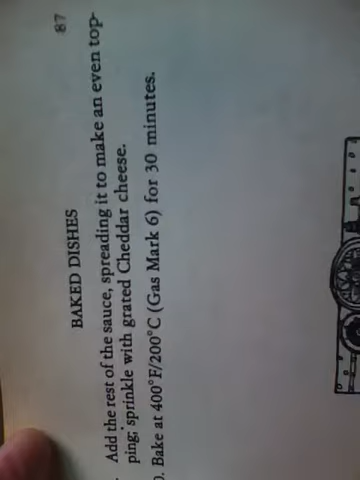 BAKED DISHES 87
Add the rest of the sauce, spreading it to make an even top-
ping; sprinkle with grated Cheddar cheese.
Bake at 400°F/200°C (Gas Mark 6) for 30 minutes.